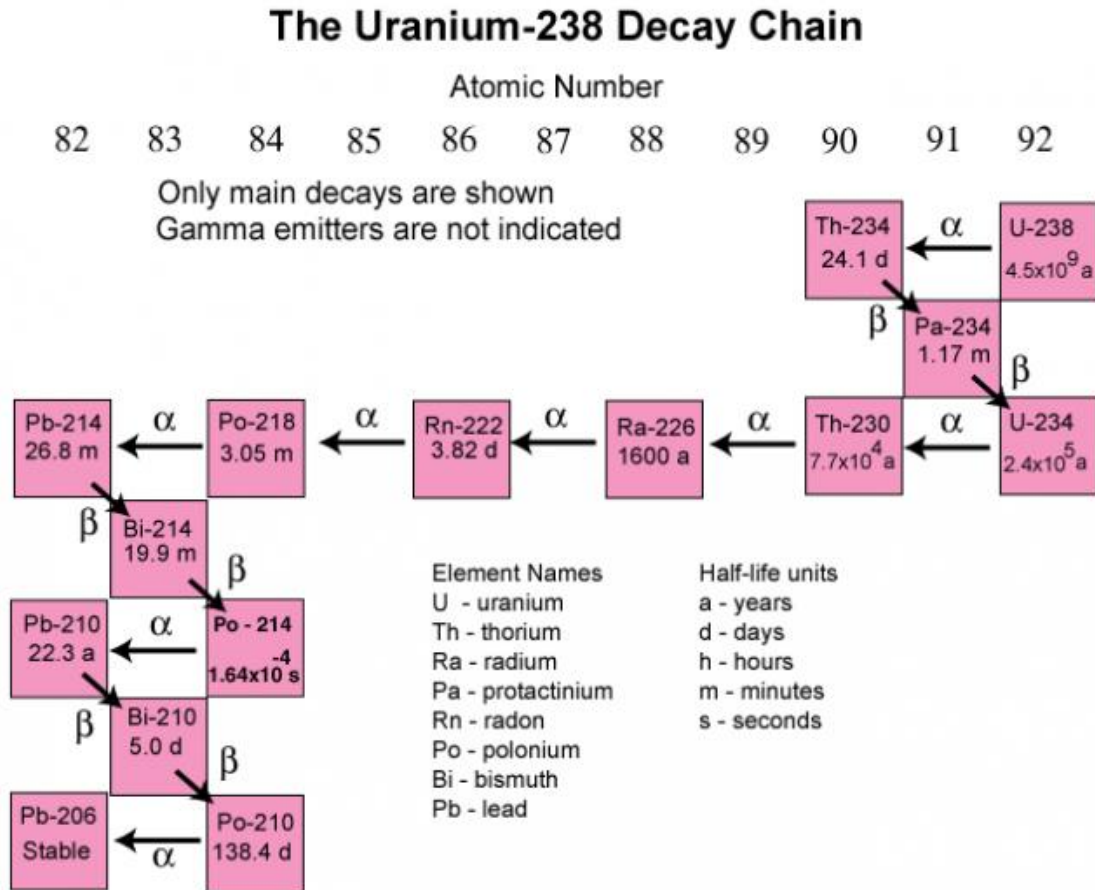 The Uranium-238 Decay Chain
Atomic Number
82 83 84 85 86 87 88 89 90 91 92
Only main decays are shown
Gamma emitters are not indicated
Th-234
24.1 d
α
U-238
4.5x10⁹ a
β
Pa-234
1.17 m
β
Pb-214
26.8 m
α
Po-218
3.05 m
α
Rn-222
3.82 d
α
Ra-226
1600 a
α
Th-230
7.7x10⁴ a
α
U-234
2.4x10⁵ a
β
Bi-214
19.9 m
β
Pb-210
22.3 a
α
Po - 214
-4
1.64x10 s
β
Bi-210
5.0 d
β
Pb-206
Stable
α
Po-210
138.4 d
Element Names
U - uranium
Th - thorium
Ra - radium
Pa - protactinium
Rn - radon
Po - polonium
Bi - bismuth
Pb - lead
Half-life units
a - years
d - days
h - hours
m - minutes
s - seconds